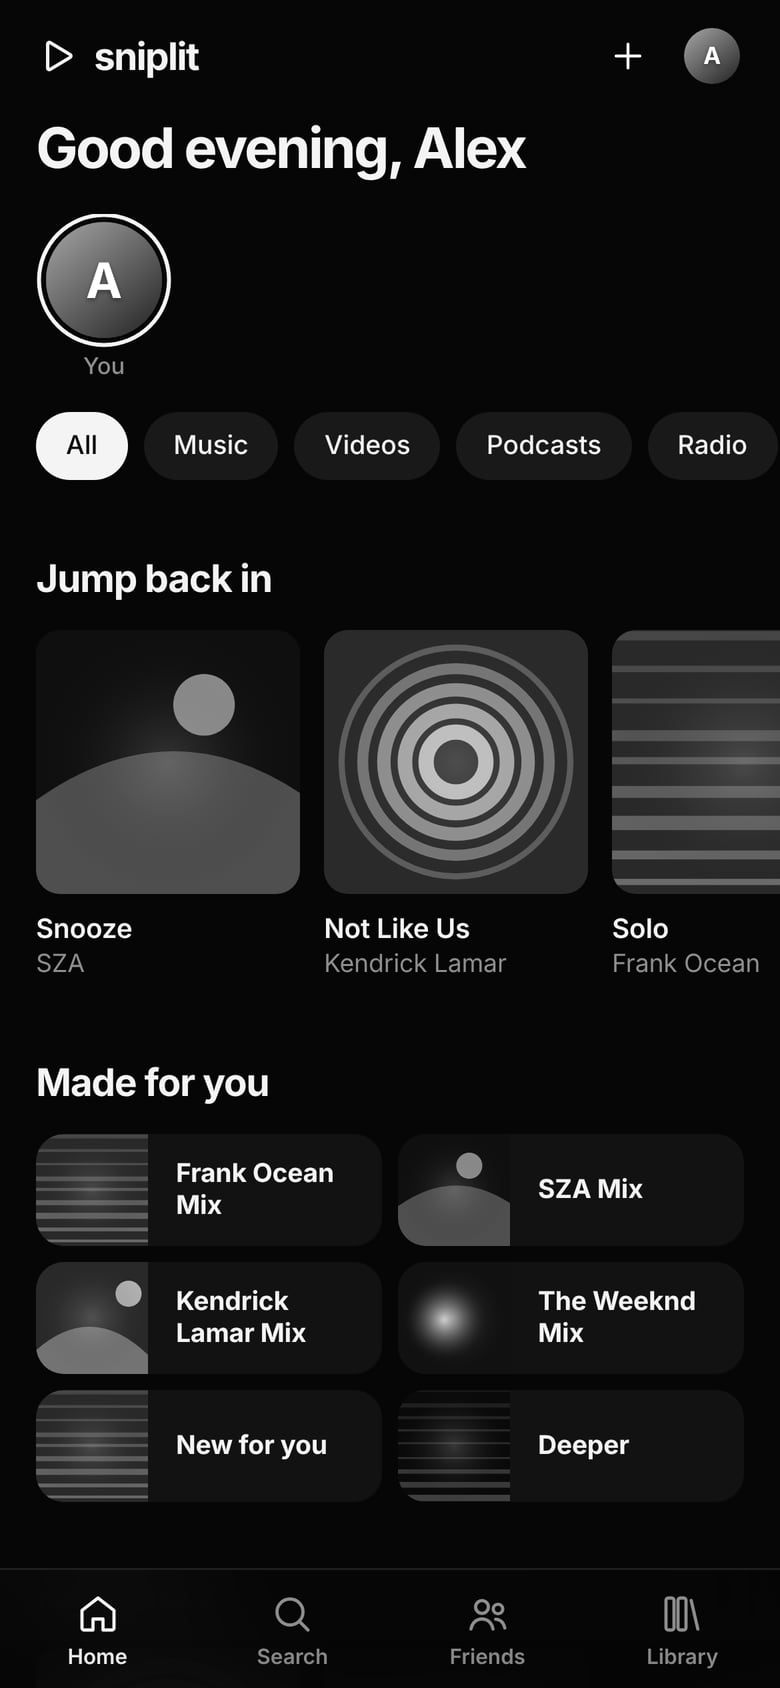 sniplit
A
Good evening, Alex
A
You
All
Music
Videos
Podcasts
Radio
Jump back in
Snooze
SZA
Not Like Us
Kendrick Lamar
Solo
Frank Ocean
Made for you
Frank Ocean
Mix
SZA Mix
Kendrick
Lamar Mix
The Weeknd
Mix
New for you
Deeper
Home
Search
Friends
Library